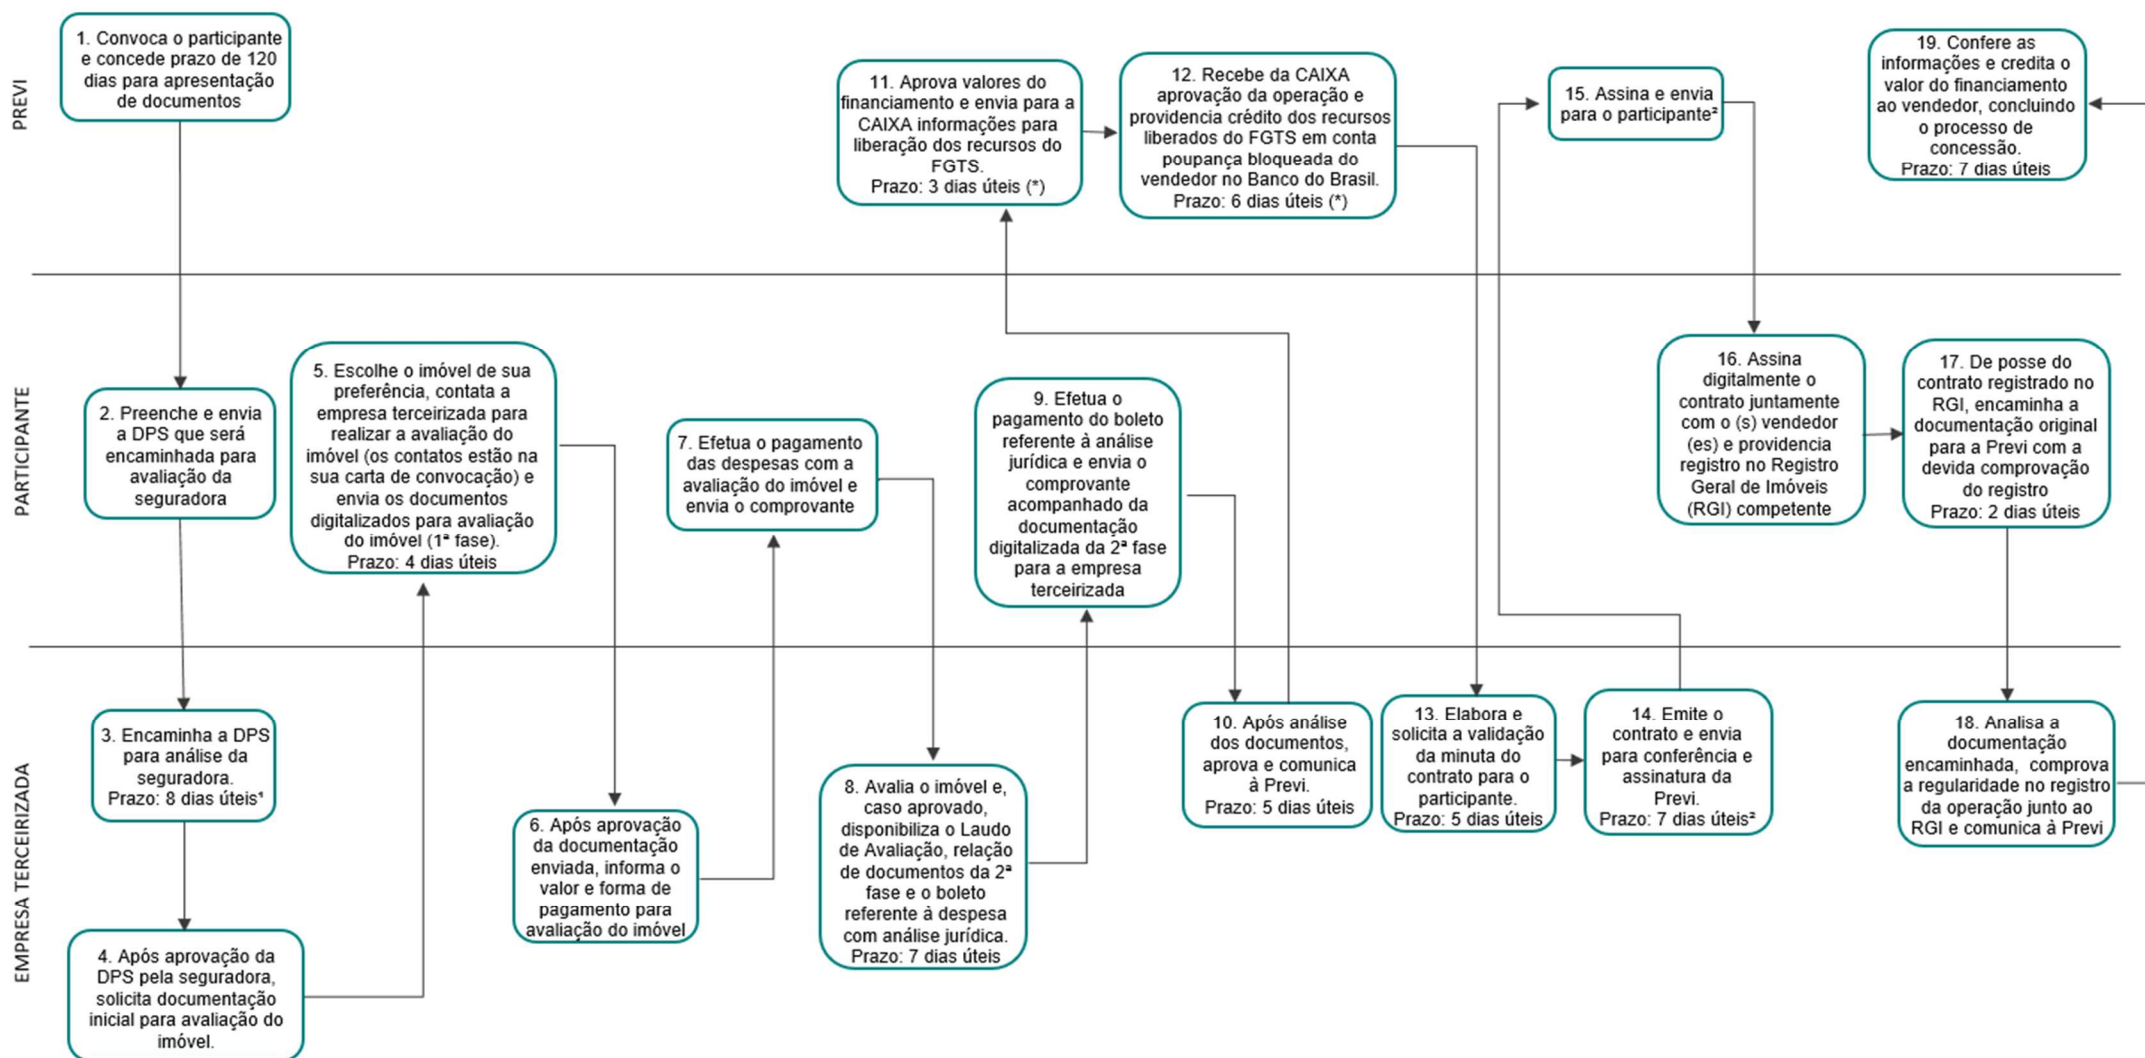 PREVI
1. Convoca o participante
e concede prazo de 120
dias para apresentação
de documentos
11. Aprova valores do
financiamento e envia para a
CAIXA informações para
liberação dos recursos do
FGTS.
Prazo: 3 dias úteis (*)
12. Recebe da CAIXA
aprovação da operação e
providencia crédito dos recursos
liberados do FGTS em conta
poupança bloqueada do
vendedor no Banco do Brasil.
Prazo: 6 dias úteis (*)
15. Assina e envia
para o participante²
19. Confere as
informações e credita o
valor do financiamento
ao vendedor, concluindo
o processo de
concessão.
Prazo: 7 dias úteis
PARTICIPANTE
2. Preenche e envia
a DPS que será
encaminhada para
avaliação da
seguradora
5. Escolhe o imóvel de sua
preferência, contata a
empresa terceirizada para
realizar a avaliação do
imóvel (os contatos estão na
sua carta de convocação) e
envia os documentos
digitalizados para avaliação
do imóvel (1ª fase).
Prazo: 4 dias úteis
7. Efetua o pagamento
das despesas com a
avaliação do imóvel e
envia o comprovante
9. Efetua o
pagamento do boleto
referente à análise
jurídica e envia o
comprovante
acompanhado da
documentação
digitalizada da 2ª fase
para a empresa
terceirizada
16. Assina
digitalmente o
contrato juntamente
com o (s) vendedor
(es) e providencia
registro no Registro
Geral de Imóveis
(RGI) competente
17. De posse do
contrato registrado no
RGI, encaminha a
documentação original
para a Previ com a
devida comprovação
do registro
Prazo: 2 dias úteis
EMPRESA TERCEIRIZADA
3. Encaminha a DPS
para análise da
seguradora.
Prazo: 8 dias úteis¹
4. Após aprovação da
DPS pela seguradora,
solicita documentação
inicial para avaliação do
imóvel.
6. Após aprovação
da documentação
enviada, informa o
valor e forma de
pagamento para
avaliação do imóvel
8. Avalia o imóvel e,
caso aprovado,
disponibiliza o Laudo
de Avaliação, relação
de documentos da 2ª
fase e o boleto
referente à despesa
com análise jurídica.
Prazo: 7 dias úteis
10. Após análise
dos documentos,
aprova e comunica
à Previ.
Prazo: 5 dias úteis
13. Elabora e
solicita a validação
da minuta do
contrato para o
participante.
Prazo: 5 dias úteis
14. Emite o
contrato e envia
para conferência e
assinatura da
Previ.
Prazo: 7 dias úteis²
18. Analisa a
documentação
encaminhada, comprova
a regularidade no registro
da operação junto ao
RGI e comunica à Previ